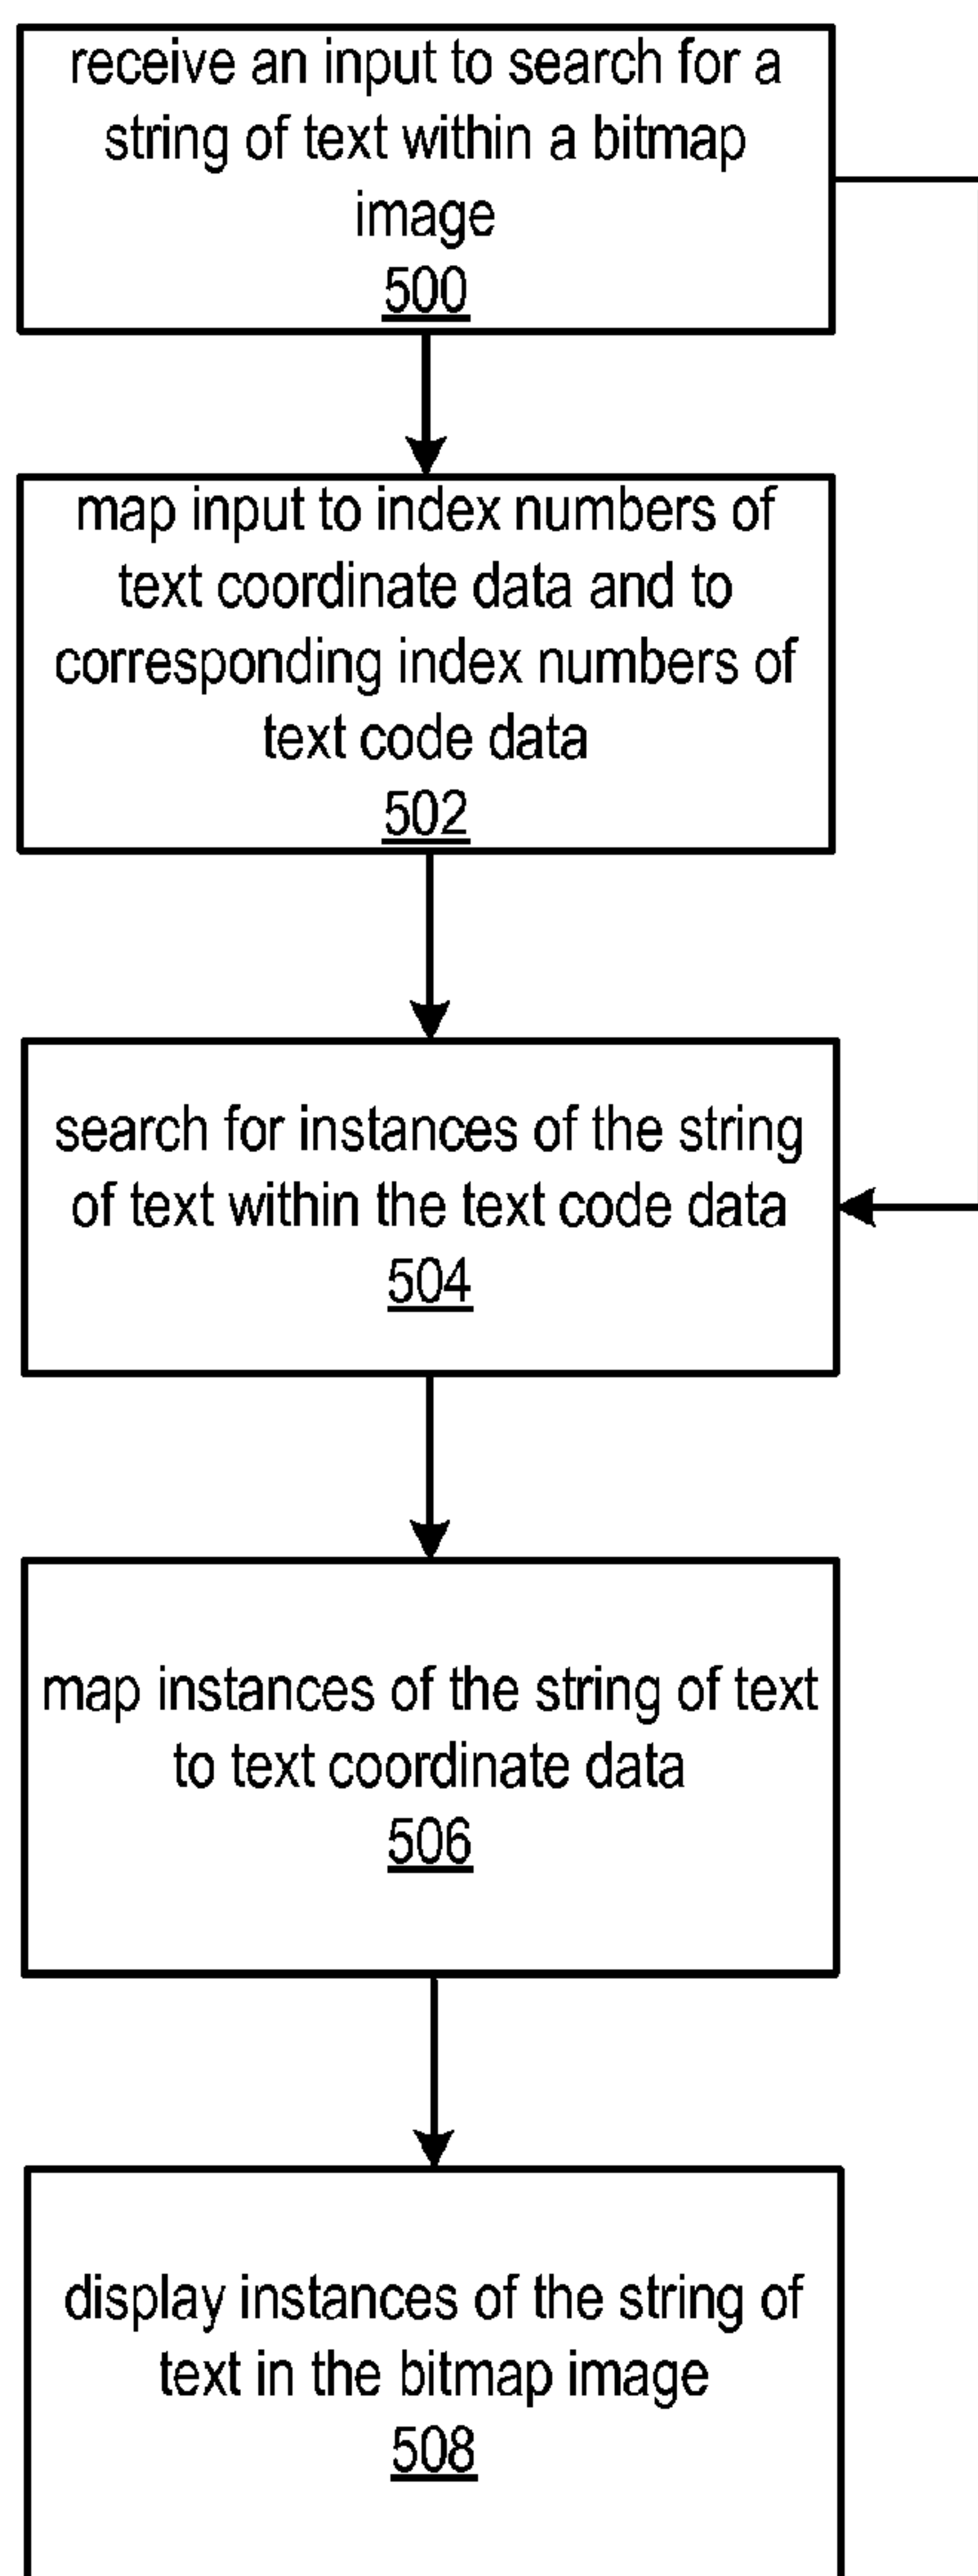 receive an input to search for a
string of text within a bitmap
image
500
map input to index numbers of
text coordinate data and to
corresponding index numbers of
text code data
502
search for instances of the string
of text within the text code data
504
map instances of the string of text
to text coordinate data
506
display instances of the string of
text in the bitmap image
508